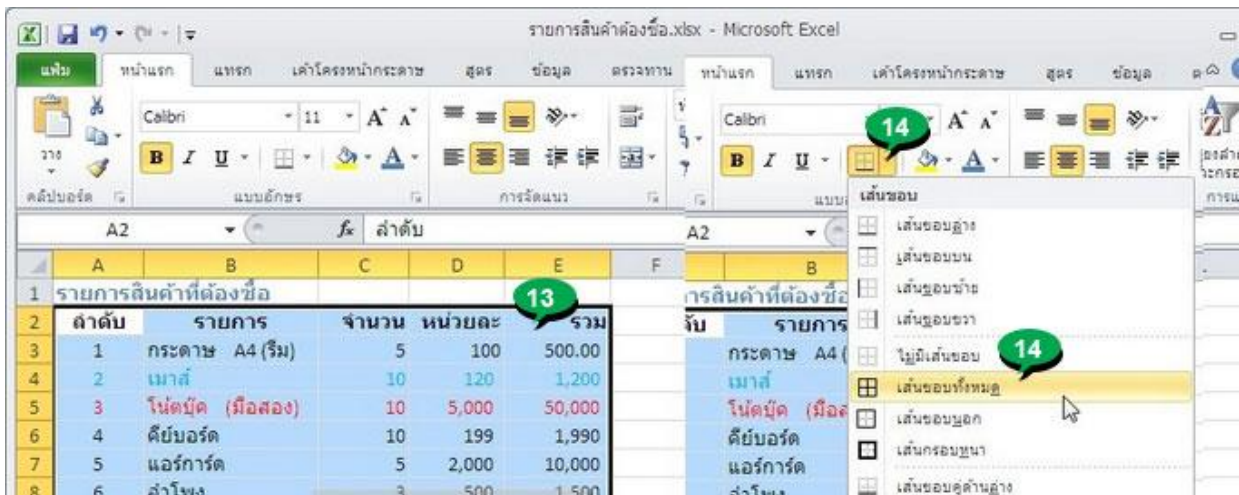 รายการสินค้าต้องซื้อ.xlsx - Microsoft Excel
แฟ้ม หน้าแรก แทรก เค้าโครงหน้ากระดาษ สูตร ข้อมูล ตรวจทาน
Calibri 11 A A
วาง B I U A
คลิปบอร์ด แบบอักษร การจัดแนว
A2 fx ลำดับ
A B C D E F
1 รายการสินค้าที่ต้องซื้อ 13
2 ลำดับ รายการ จำนวน หน่วยละ รวม
3 1 กระดาษ A4 (รีม) 5 100 500.00
4 2 เมาส์ 10 120 1,200
5 3 โน้ตบุ๊ค (มือสอง) 10 5,000 50,000
6 4 คีย์บอร์ด 10 199 1,990
7 5 แอร์การ์ด 5 2,000 10,000
8 6 ลำโพง 3 500 1,500
หน้าแรก แทรก เค้าโครงหน้ากระดาษ สูตร ข้อมูล ต
Calibri 14 A A
B I U A
A2
B
รายการ
กระดาษ A4 (
เมาส์
โน้ตบุ๊ค (มือส
คีย์บอร์ด
แอร์การ์ด
ลำโพง
เส้นขอบ
เส้นขอบล่าง
เส้นขอบบน
เส้นขอบซ้าย
เส้นขอบขวา
ไม่มีเส้นขอบ 14
เส้นขอบทั้งหมด
เส้นขอบนอก
เส้นกรอบหนา
เส้นขอบคู่ด้านล่าง